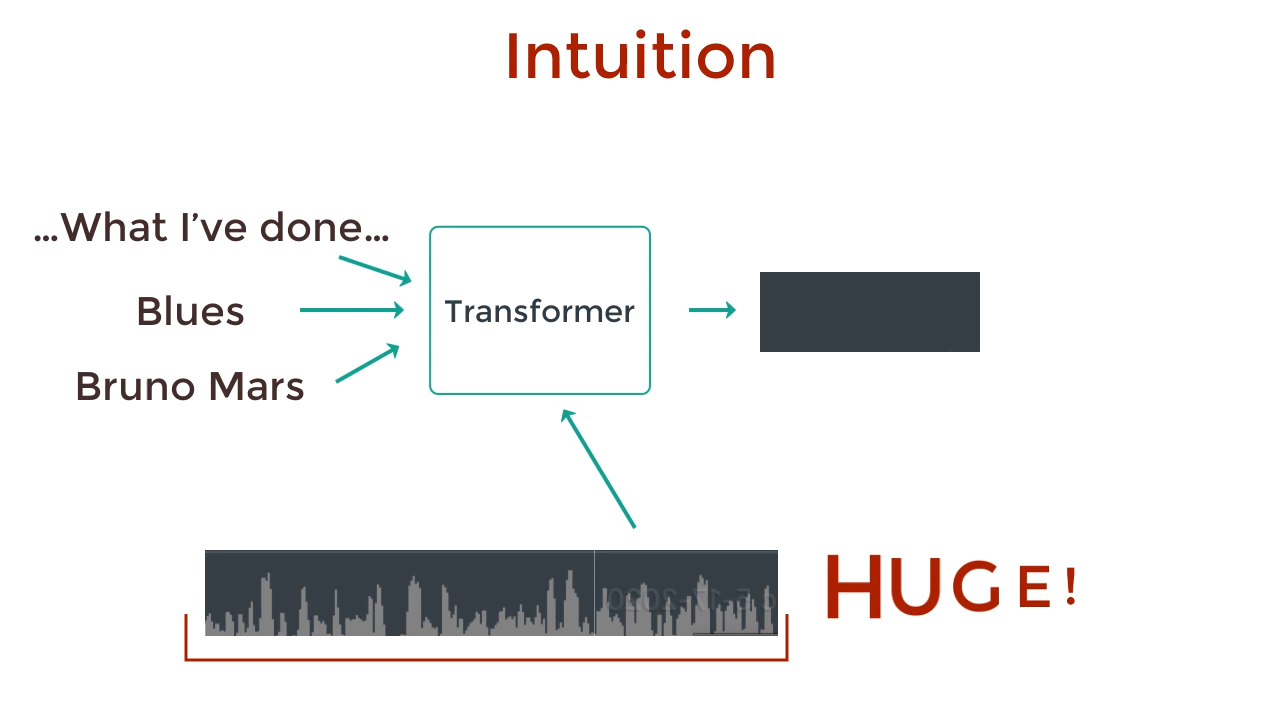 Intuition
...What I’ve done...
Blues
Transformer
Bruno Mars
HUGE!